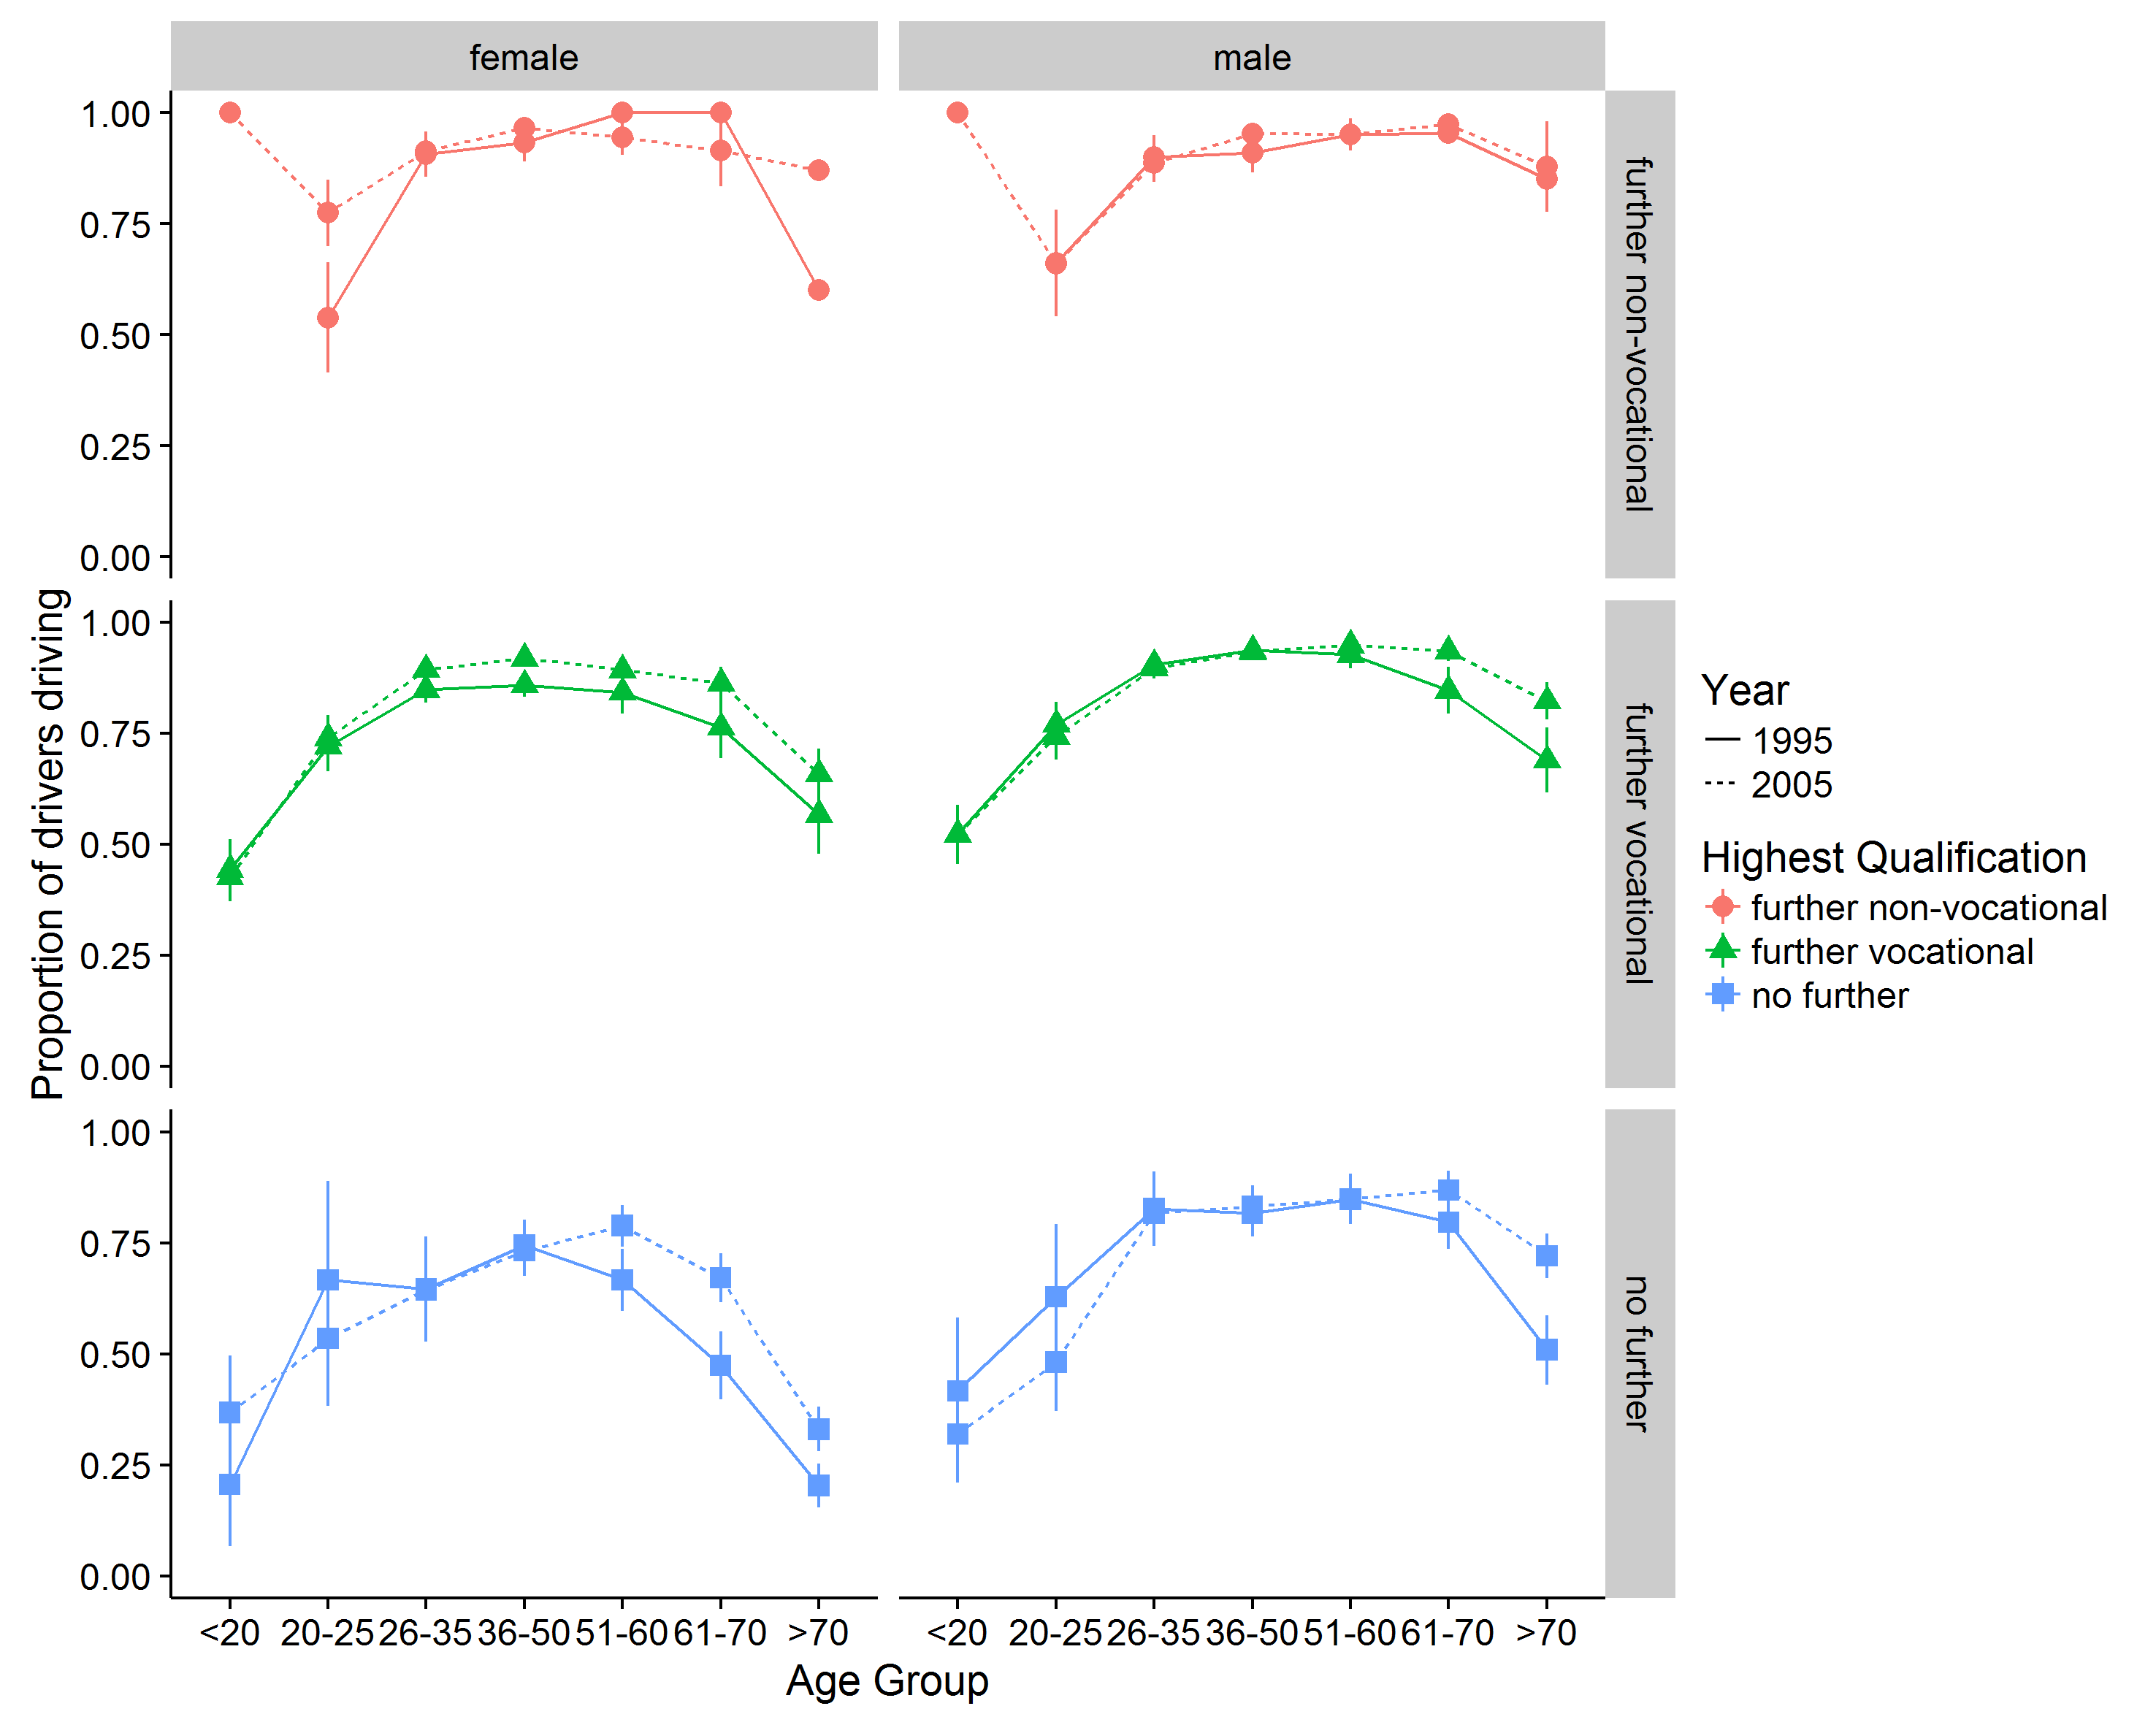 female
male
1.00
0.75
0.50
0.25
0.00
further non-vocational
1.00
0.75
0.50
0.25
0.00
further vocational
1.00
0.75
0.50
0.25
0.00
no further
Proportion of drivers driving
<20 20-25 26-35 36-50 51-60 61-70 >70
<20 20-25 26-35 36-50 51-60 61-70 >70
Age Group
Year
1995
2005
Highest Qualification
further non-vocational
further vocational
no further